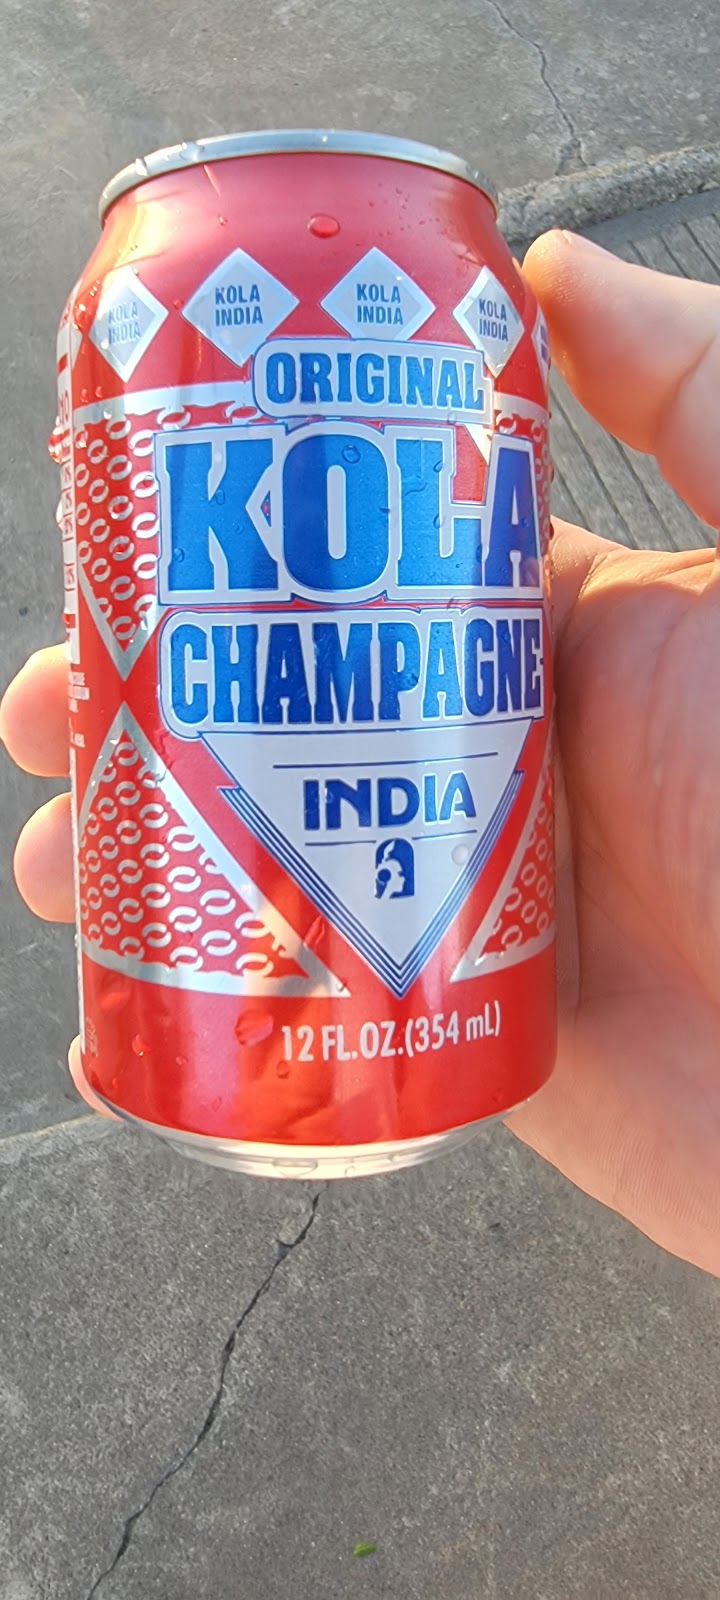 KOLA
INDIA
KOLA
INDIA
KOLA
INDIA
KOLA
INDIA
ORIGINAL
KOLA
CHAMPAGNE
INDIA
12 FL.OZ.(354 mL)